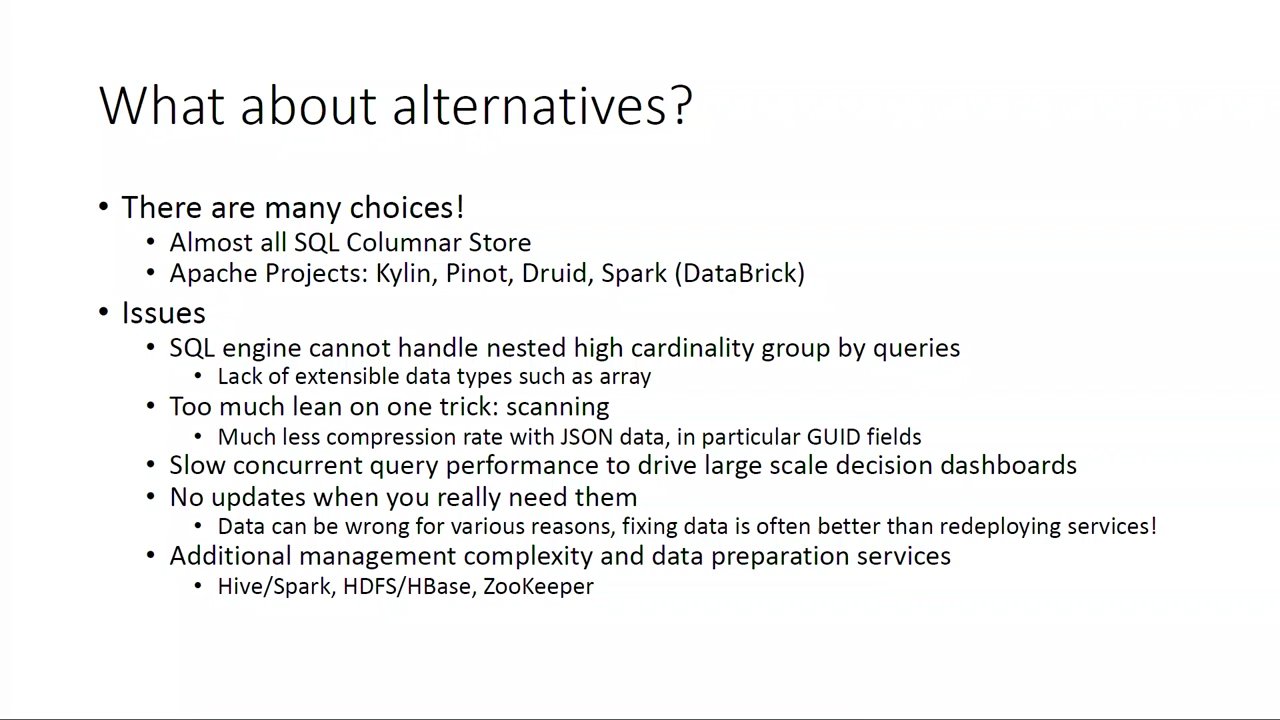 What about alternatives?
• There are many choices!
• Almost all SQL Columnar Store
• Apache Projects: Kylin, Pinot, Druid, Spark (DataBrick)
• Issues
• SQL engine cannot handle nested high cardinality group by queries
• Lack of extensible data types such as array
• Too much lean on one trick: scanning
• Much less compression rate with JSON data, in particular GUID fields
• Slow concurrent query performance to drive large scale decision dashboards
• No updates when you really need them
• Data can be wrong for various reasons, fixing data is often better than redeploying services!
• Additional management complexity and data preparation services
• Hive/Spark, HDFS/HBase, ZooKeeper